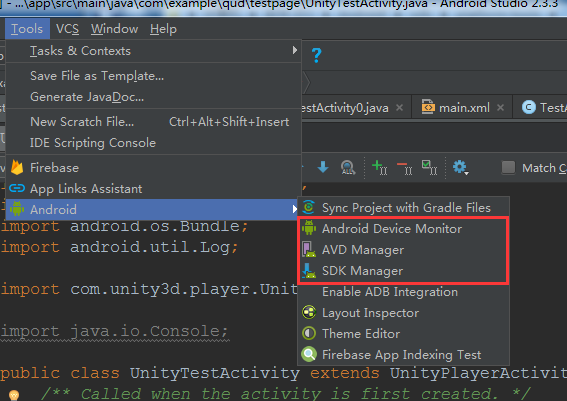 ...\app\src\main\java\com\example\qud\testpage\UnityTestActivity.java - Android Studio 2.3.3
Tools VCS Window Help
Tasks & Contexts
Save File as Template...
Generate JavaDoc...
New Scratch File... Ctrl+Alt+Shift+Insert
IDE Scripting Console
Firebase
App Links Assistant
Android
estActivity0.java main.xml TestA
Match Ca
Sync Project with Gradle Files
Android Device Monitor
AVD Manager
SDK Manager
Enable ADB Integration
Layout Inspector
Theme Editor
Firebase App Indexing Test
import android.os.Bundle;
import android.util.Log;
import com.unity3d.player.Unit
import java.io.Console;
public class UnityTestActivity extends UnityPlayerActivit
/** Called when the activity is first created. */